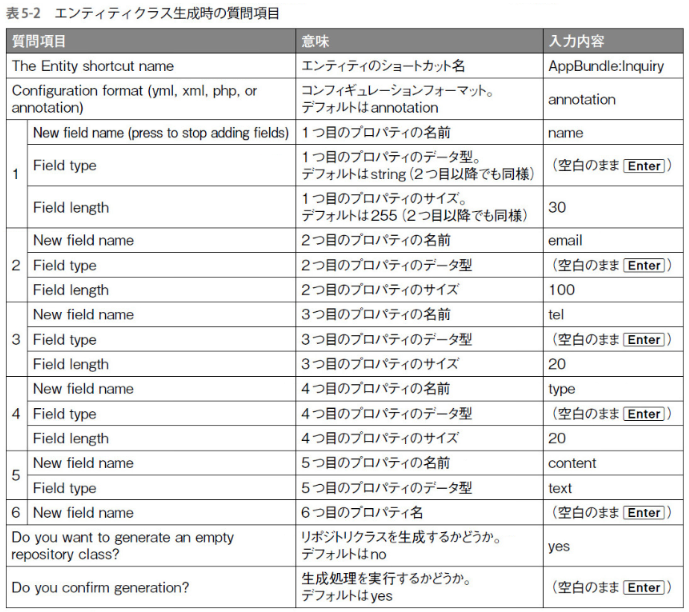 表5-2 エンティティクラス生成時の質問項目
質問項目 意味 入力内容
The Entity shortcut name エンティティのショートカット名 AppBundle:Inquiry
Configuration format (yml, xml, php, or annotation) コンフィギュレーションフォーマット。デフォルトはannotation annotation
1 New field name (press to stop adding fields) 1つ目のプロパティの名前 name
Field type 1つ目のプロパティのデータ型。デフォルトはstring（2つ目以降でも同様） （空白のまま Enter ）
Field length 1つ目のプロパティのサイズ。デフォルトは255（2つ目以降でも同様） 30
2 New field name 2つ目のプロパティの名前 email
Field type 2つ目のプロパティのデータ型 （空白のまま Enter ）
Field length 2つ目のプロパティのサイズ 100
3 New field name 3つ目のプロパティの名前 tel
Field type 3つ目のプロパティのデータ型 （空白のまま Enter ）
Field length 3つ目のプロパティのサイズ 20
4 New field name 4つ目のプロパティの名前 type
Field type 4つ目のプロパティのデータ型 （空白のまま Enter ）
Field length 4つ目のプロパティのサイズ 20
5 New field name 5つ目のプロパティの名前 content
Field type 5つ目のプロパティのデータ型 text
6 New field name 6つ目のプロパティ名 （空白のまま Enter ）
Do you want to generate an empty repository class? リポジトリクラスを生成するかどうか。デフォルトはno yes
Do you confirm generation? 生成処理を実行するかどうか。デフォルトはyes （空白のまま Enter ）